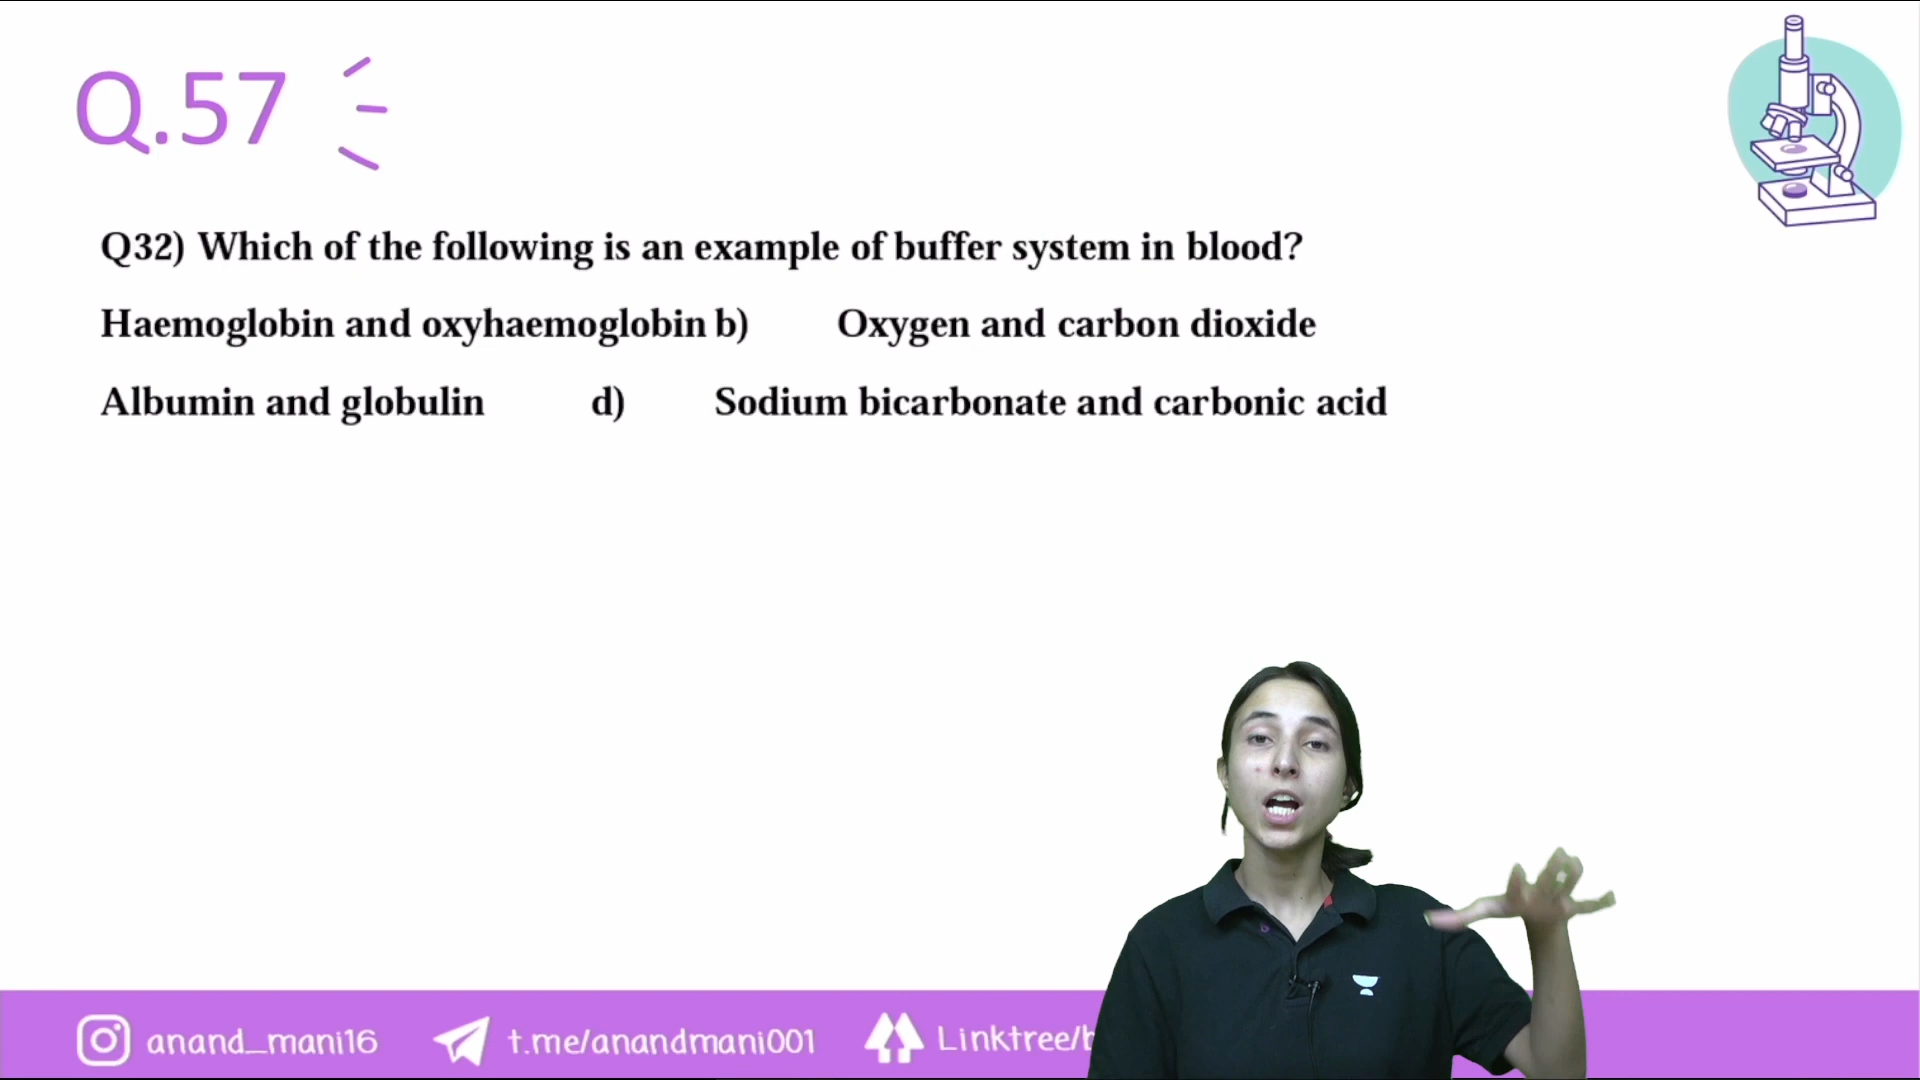 Q.57
Q32) Which of the following is an example of buffer system in blood?
Haemoglobin and oxyhaemoglobin b) Oxygen and carbon dioxide
Albumin and globulin d) Sodium bicarbonate and carbonic acid
anand_mani16 t.me/anandmani001 Linktree/